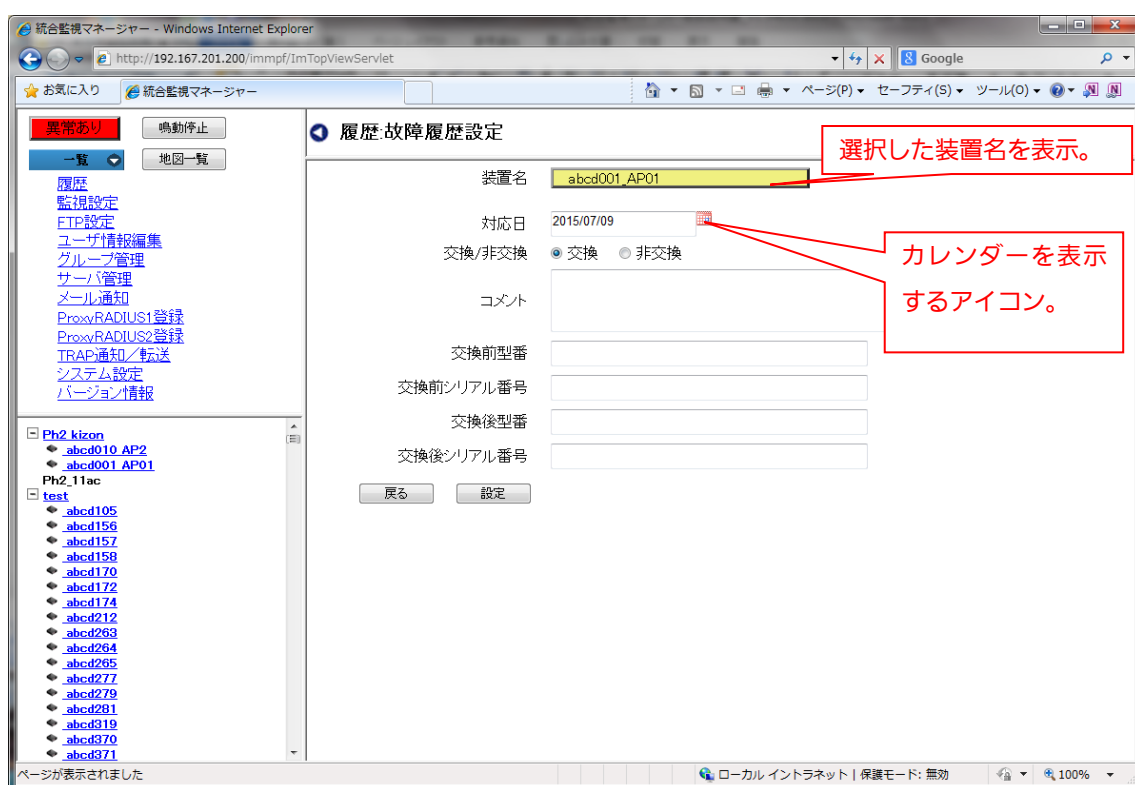 統合監視マネージャー - Windows Internet Explorer
http://192.167.201.200/immpf/ImTopViewServlet
Google
お気に入り
統合監視マネージャー
ページ(P)
セーフティ(S)
ツール(O)
異常あり
鳴動停止
一覧
地図一覧
履歴
監視設定
FTP設定
ユーザ情報編集
グループ管理
サーバ管理
メール通知
ProxyRADIUS1登録
ProxyRADIUS2登録
TRAP通知／転送
システム設定
バージョン情報
Ph2 kizon
abcd010 AP2
abcd001 AP01
Ph2_11ac
test
abcd105
abcd156
abcd157
abcd158
abcd170
abcd172
abcd174
abcd212
abcd263
abcd264
abcd265
abcd277
abcd279
abcd281
abcd319
abcd370
abcd371
履歴:故障履歴設定
選択した装置名を表示。
装置名
abcd001_AP01
対応日
2015/07/09
交換/非交換
交換
非交換
カレンダーを表示
するアイコン。
コメント
交換前型番
交換前シリアル番号
交換後型番
交換後シリアル番号
戻る
設定
ページが表示されました
ローカル イントラネット | 保護モード: 無効
100%